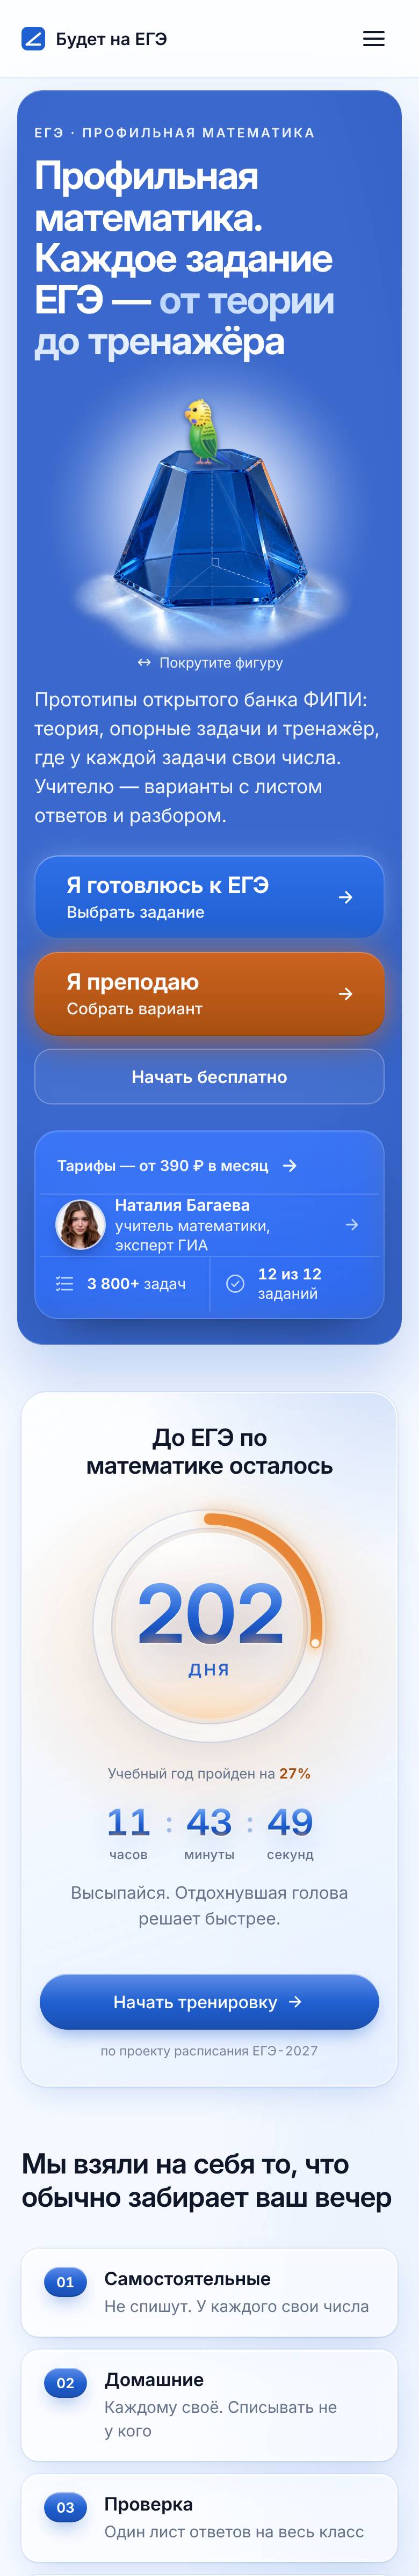 Будет на ЕГЭ
ЕГЭ · ПРОФИЛЬНАЯ МАТЕМАТИКА
Профильная
математика.
Каждое задание
ЕГЭ — от теории
до тренажёра
↔ Покрутите фигуру
Прототипы открытого банка ФИПИ:
теория, опорные задачи и тренажёр,
где у каждой задачи свои числа.
Учителю — варианты с листом
ответов и разбором.
Я готовлюсь к ЕГЭ
Выбрать задание
→
Я преподаю
Собрать вариант
→
Начать бесплатно
Тарифы — от 390 ₽ в месяц →
Наталия Багаева
учитель математики,
эксперт ГИА
→
3 800+ задач
12 из 12
заданий
До ЕГЭ по
математике осталось
202
ДНЯ
Учебный год пройден на 27%
11 : 43 : 49
часов минуты секунд
Высыпайся. Отдохнувшая голова
решает быстрее.
Начать тренировку →
по проекту расписания ЕГЭ-2027
Мы взяли на себя то, что
обычно забирает ваш вечер
01 Самостоятельные
Не спишут. У каждого свои числа
02 Домашние
Каждому своё. Списывать не
у кого
03 Проверка
Один лист ответов на весь класс